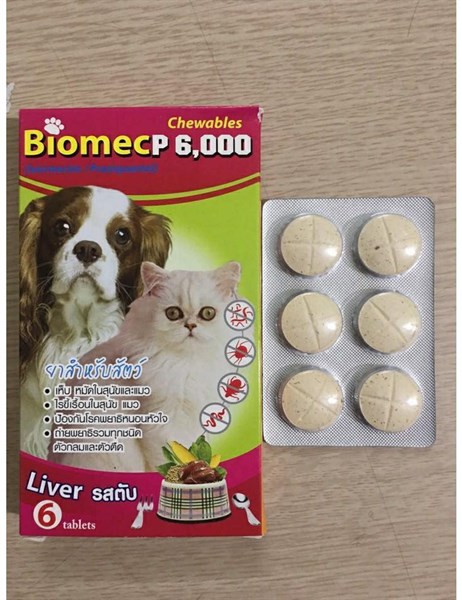 Chewables
BiomecP 6,000
ยาสำหรับสัตว์
• เห็บ หมัดในสุนัขและแมว
• ไรขี้เรื้อนในสุนัข แมว
• ป้องกันโรคพยาธิหนอนหัวใจ
• ถ่ายพยาธิรวมทุกชนิด
ตัวกลมและตัวตืด
Liver รสตับ
6 tablets